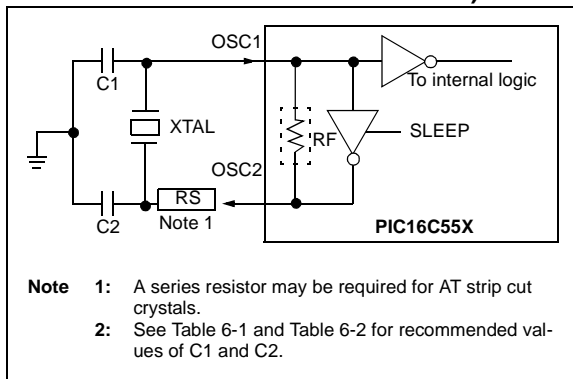 OSC1
C1
To internal logic
XTAL
RF
SLEEP
OSC2
RS
C2
Note 1
PIC16C55X
Note 1: A series resistor may be required for AT strip cut
crystals.
2: See Table 6-1 and Table 6-2 for recommended val-
ues of C1 and C2.